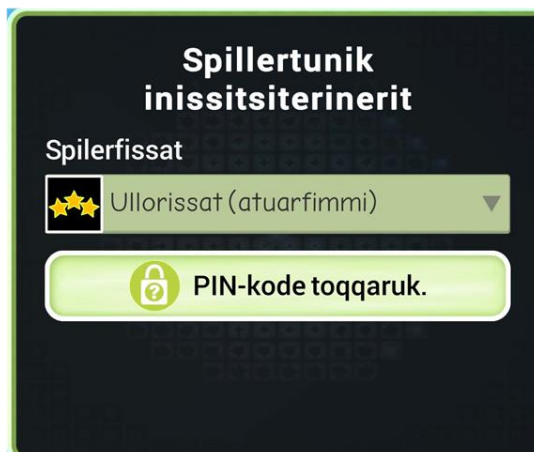 Spillertunik
inissitsiterinerit
Spilerfissat
Ullorissat (atuarfimmi)
PIN-kode toqqaruk.